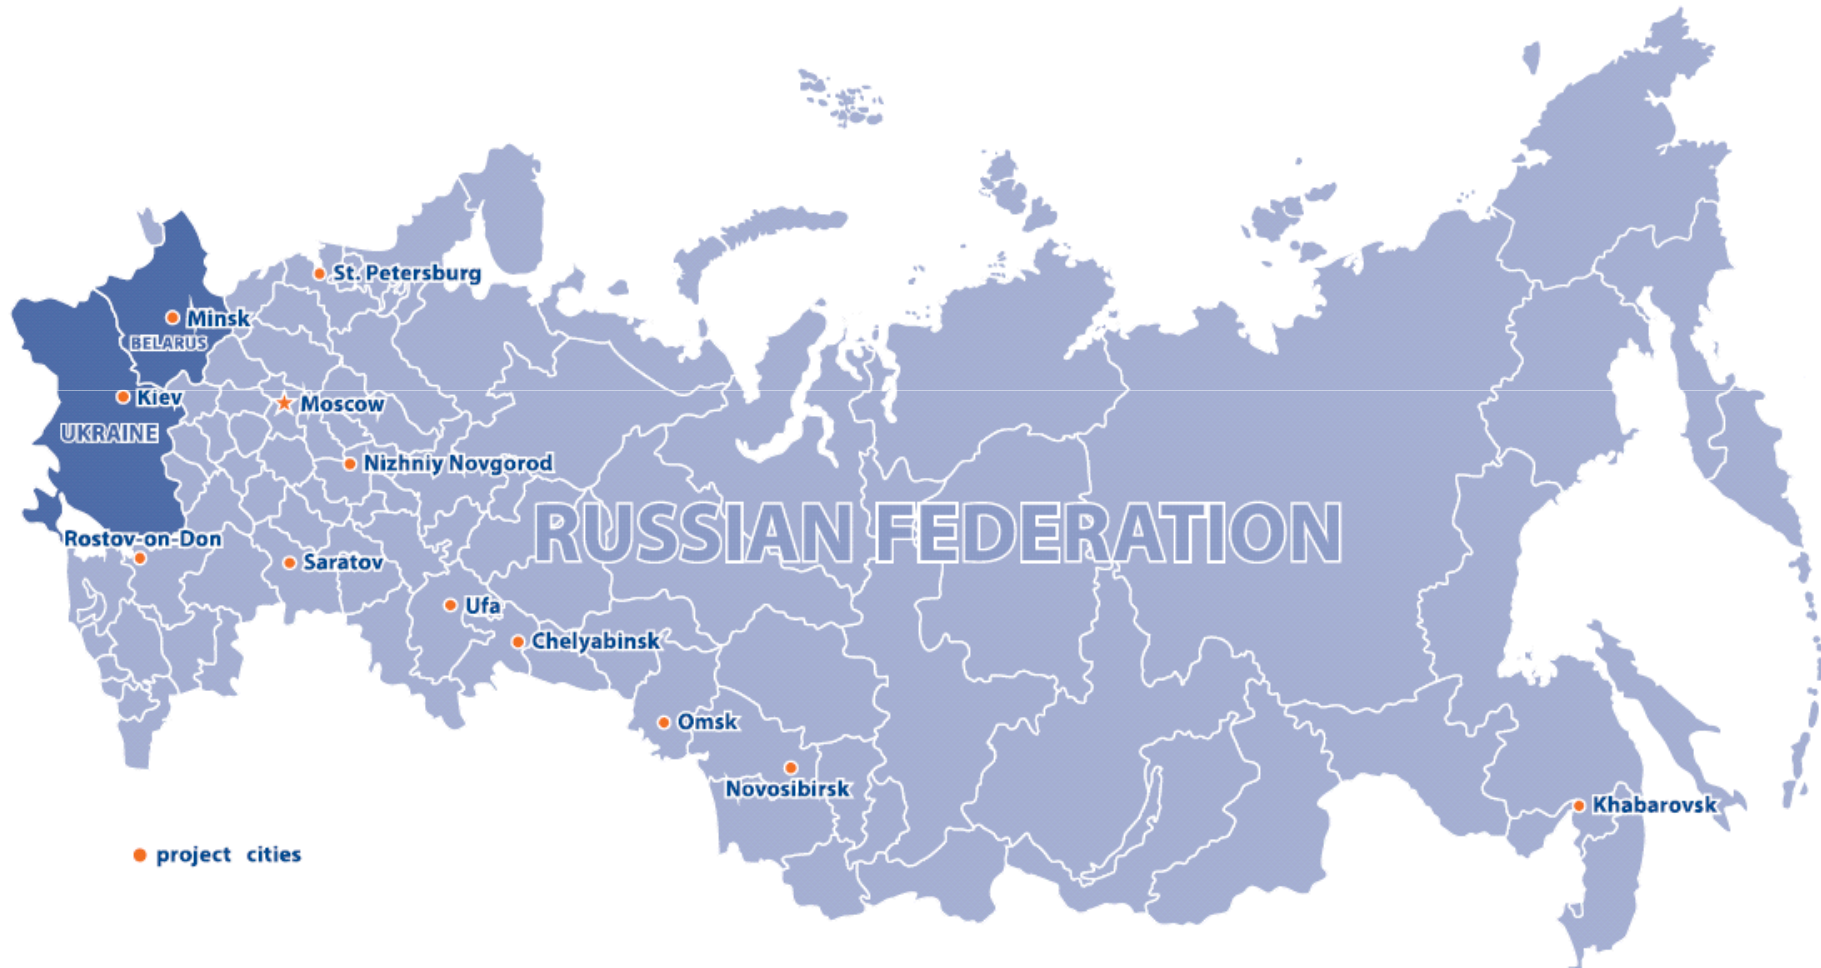 St. Petersburg
Minsk
BELARUS
Kiev
Moscow
UKRAINE
Nizhniy Novgorod
RUSSIAN FEDERATION
Rostov-on-Don
Saratov
Ufa
Chelyabinsk
Omsk
Novosibirsk
Khabarovsk
project cities